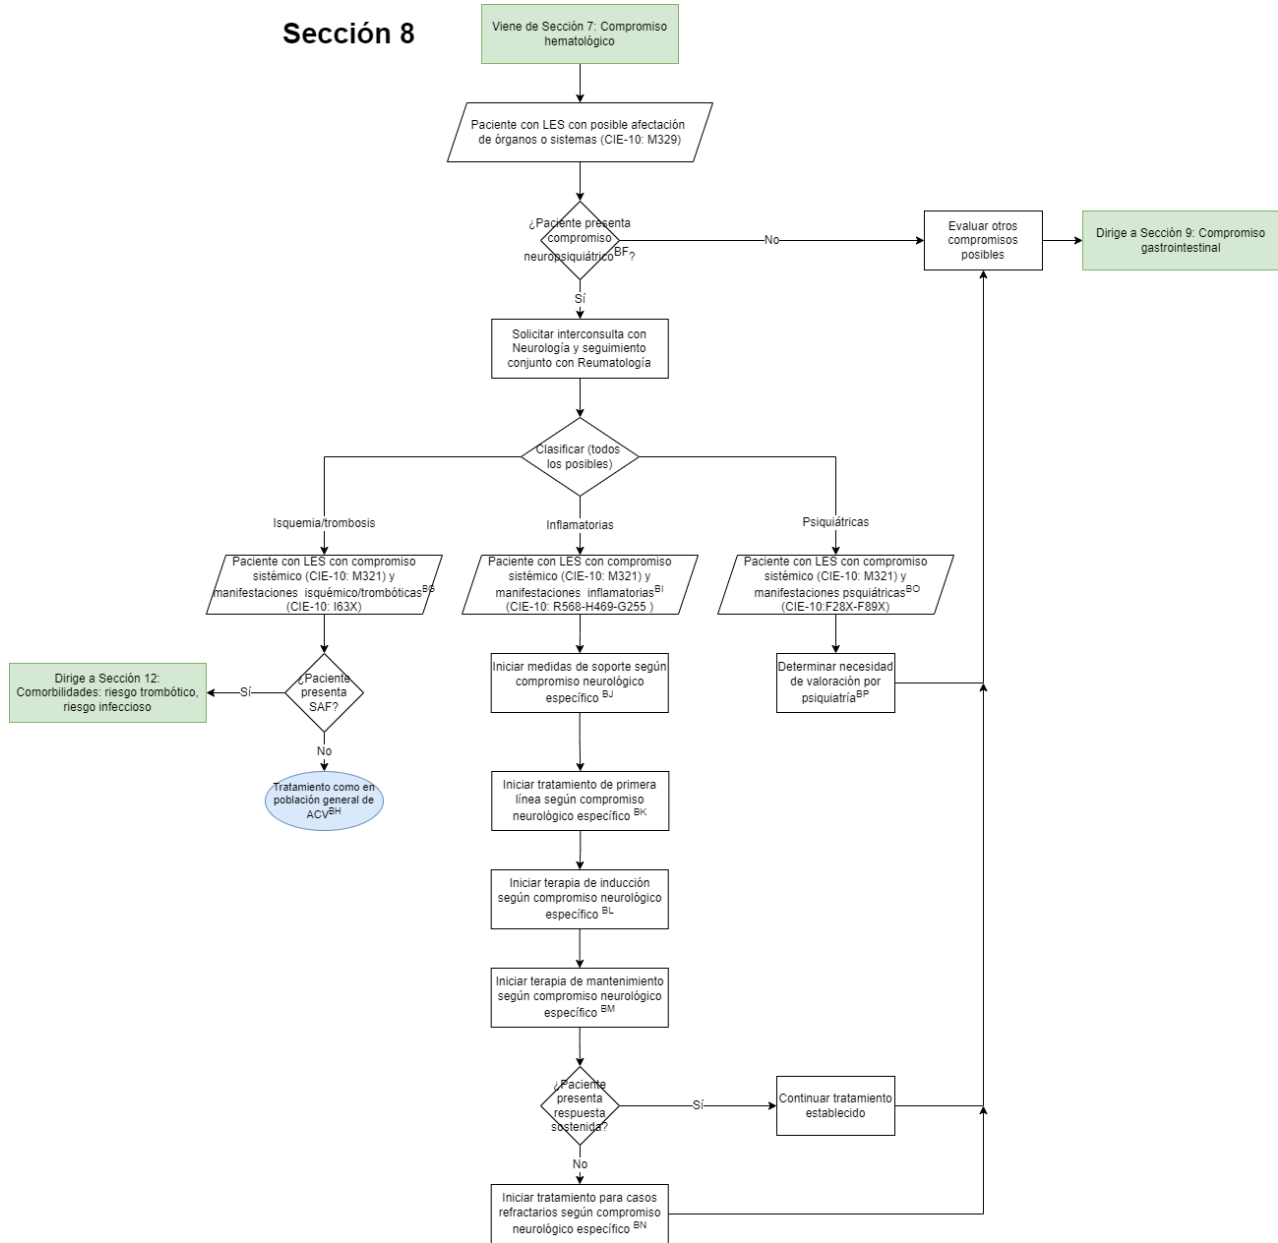 Sección 8
Viene de Sección 7: Compromiso
hematológico
Paciente con LES con posible afectación
de órganos o sistemas (CIE-10: M329)
¿Paciente presenta
compromiso
neuropsiquiátrico BF ?
No
Evaluar otros
compromisos
posibles
Dirige a Sección 9: Compromiso
gastrointestinal
Sí
Solicitar interconsulta con
Neurología y seguimiento
conjunto con Reumatología
Clasificar (todos
los posibles)
Isquemia/trombosis
Inflamatorias
Psiquiátricas
Paciente con LES con compromiso
sistémico (CIE-10: M321) y
manifestaciones isquémico/trombóticas BG
(CIE-10: I63X)
Paciente con LES con compromiso
sistémico (CIE-10: M321) y
manifestaciones inflamatorias BI
(CIE-10: R568-H469-G255 )
Paciente con LES con compromiso
sistémico (CIE-10: M321) y
manifestaciones psquiátricas BO
(CIE-10:F28X-F89X)
Dirige a Sección 12:
Comorbilidades: riesgo trombótico,
riesgo infeccioso
Sí
¿Paciente
presenta
SAF?
No
Tratamiento como en
población general de
ACV BH
Iniciar medidas de soporte según
compromiso neurológico
específico BJ
Determinar necesidad
de valoración por
psiquiatría BP
Iniciar tratamiento de primera
línea según compromiso
neurológico específico BK
Iniciar terapia de inducción
según compromiso neurológico
específico BL
Iniciar terapia de mantenimiento
según compromiso neurológico
específico BM
¿Paciente
presenta
respuesta
sostenida?
Sí
Continuar tratamiento
establecido
No
Iniciar tratamiento para casos
refractarios según compromiso
neurológico específico BN